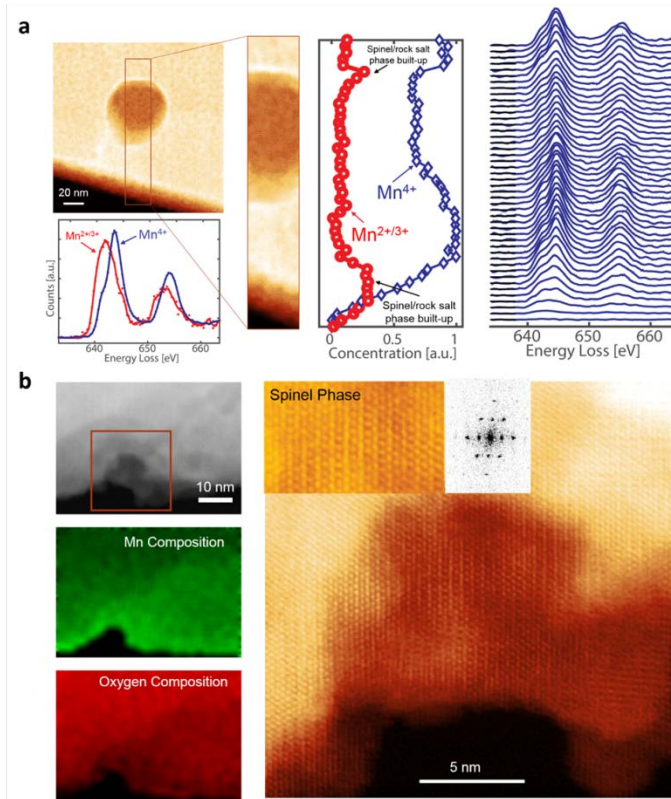 a
20 nm
Mn2+/3+
Mn4+
Counts [a.u.]
640
650
660
Energy Loss [eV]
Spinel/rock salt
phase built-up
Mn4+
Mn2+/3+
Spinel/rock salt
phase built-up
0
0.5
1
Concentration [a.u.]
640
650
660
Energy Loss [eV]
b
10 nm
Mn Composition
Oxygen Composition
Spinel Phase
5 nm